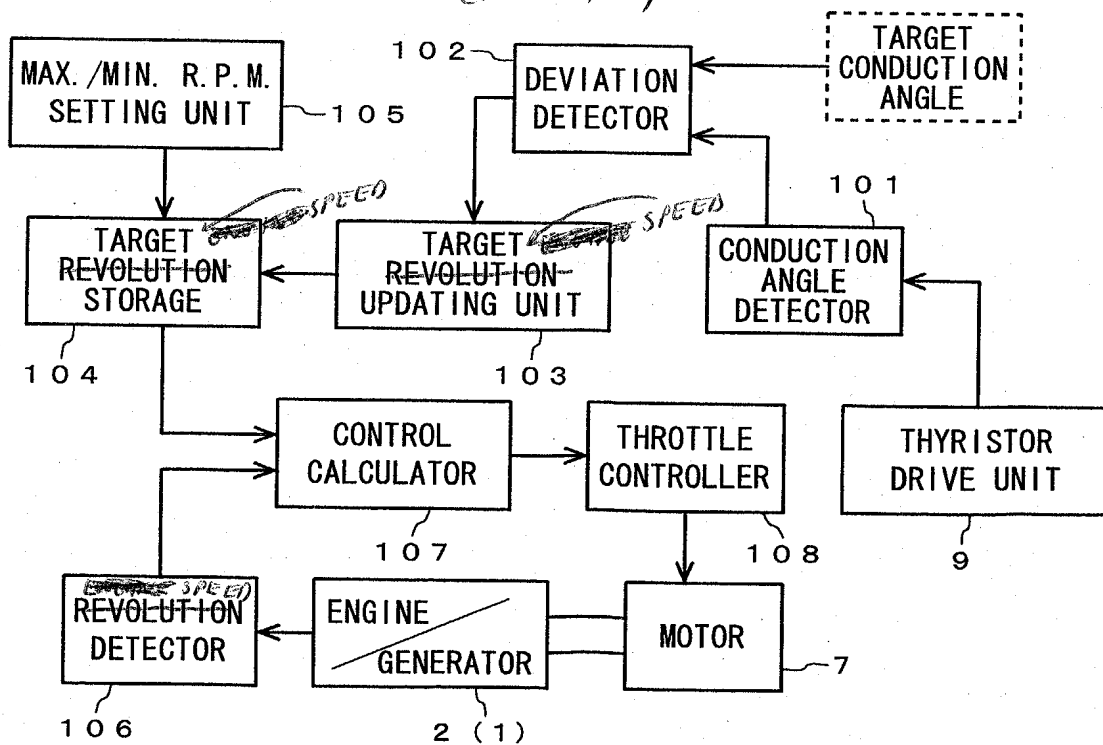 MAX./MIN. R.P.M.
SETTING UNIT
105
102
DEVIATION
DETECTOR
TARGET
CONDUCTION
ANGLE
101
SPEED
TARGET
REVOLUTION
STORAGE
104
SPEED
TARGET
REVOLUTION
UPDATING UNIT
103
CONDUCTION
ANGLE
DETECTOR
CONTROL
CALCULATOR
107
THROTTLE
CONTROLLER
108
THYRISTOR
DRIVE UNIT
9
SPEED
REVOLUTION
DETECTOR
106
ENGINE
GENERATOR
2 (1)
MOTOR
7